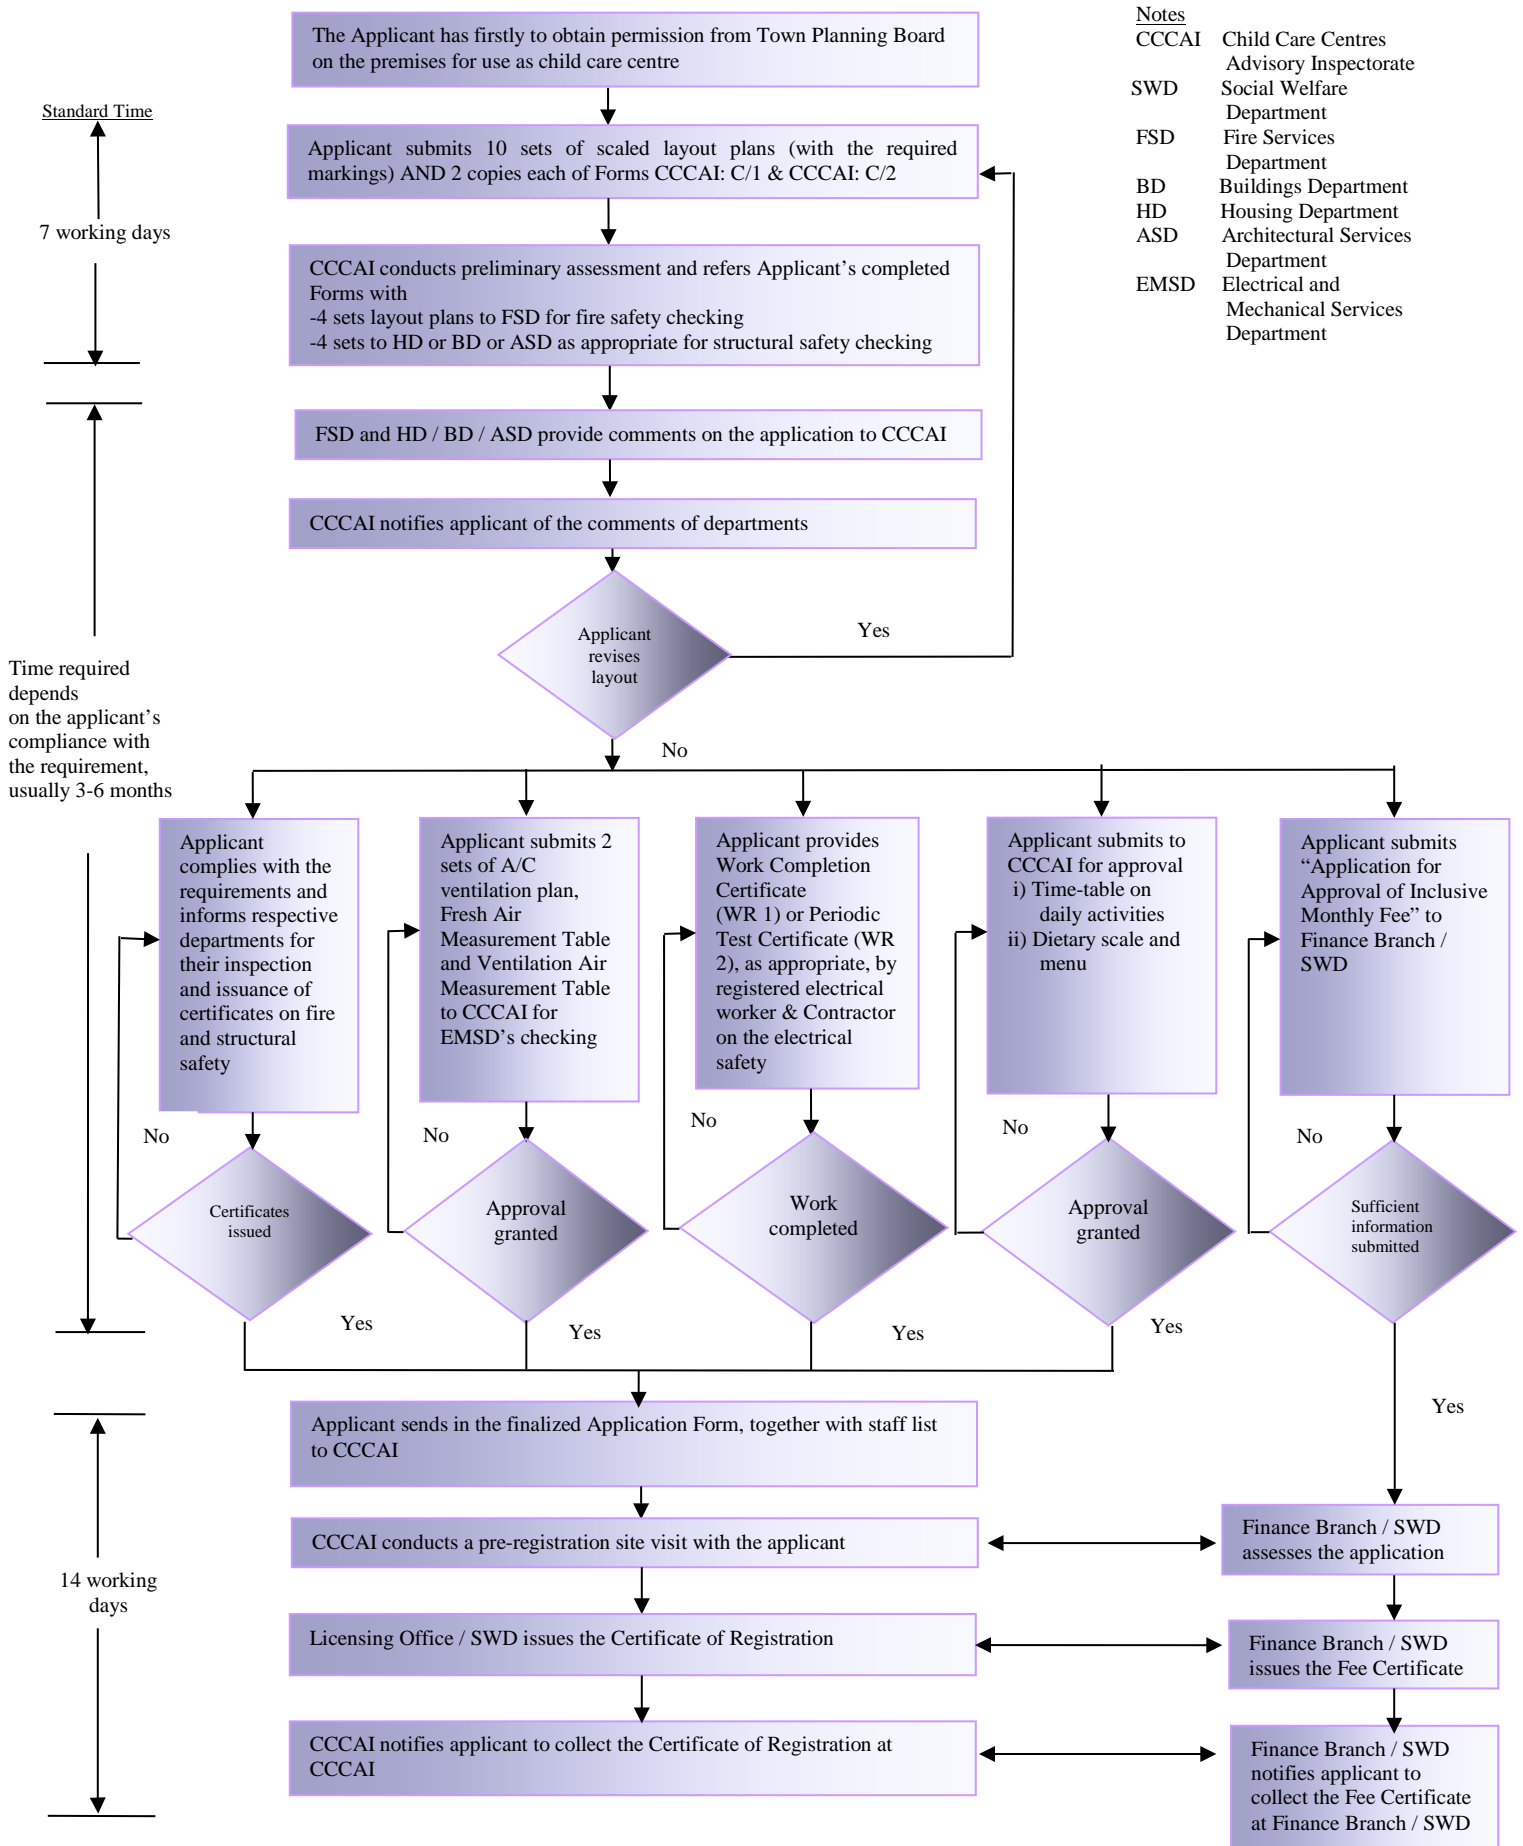 The Applicant has firstly to obtain permission from Town Planning Board
on the premises for use as child care centre
Notes
CCCAI Child Care Centres
Advisory Inspectorate
SWD Social Welfare
Department
FSD Fire Services
Department
BD Buildings Department
HD Housing Department
ASD Architectural Services
Department
EMSD Electrical and
Mechanical Services
Department
Standard Time
7 working days
Applicant submits 10 sets of scaled layout plans (with the required
markings) AND 2 copies each of Forms CCCAI: C/1 & CCCAI: C/2
CCCAI conducts preliminary assessment and refers Applicant’s completed
Forms with
-4 sets layout plans to FSD for fire safety checking
-4 sets to HD or BD or ASD as appropriate for structural safety checking
FSD and HD / BD / ASD provide comments on the application to CCCAI
CCCAI notifies applicant of the comments of departments
Applicant
revises
layout
Yes
No
Time required
depends
on the applicant’s
compliance with
the requirement,
usually 3-6 months
Applicant
complies with the
requirements and
informs respective
departments for
their inspection
and issuance of
certificates on fire
and structural
safety
Applicant submits 2
sets of A/C
ventilation plan,
Fresh Air
Measurement Table
and Ventilation Air
Measurement Table
to CCCAI for
EMSD’s checking
Applicant provides
Work Completion
Certificate
(WR 1) or Periodic
Test Certificate (WR
2), as appropriate, by
registered electrical
worker & Contractor
on the electrical
safety
Applicant submits to
CCCAI for approval
i) Time-table on
daily activities
ii) Dietary scale and
menu
Applicant submits
“Application for
Approval of Inclusive
Monthly Fee” to
Finance Branch /
SWD
No
No
No
No
No
Certificates
issued
Approval
granted
Work
completed
Approval
granted
Sufficient
information
submitted
Yes
Yes
Yes
Yes
Yes
14 working
days
Applicant sends in the finalized Application Form, together with staff list
to CCCAI
CCCAI conducts a pre-registration site visit with the applicant
Finance Branch / SWD
assesses the application
Licensing Office / SWD issues the Certificate of Registration
Finance Branch / SWD
issues the Fee Certificate
CCCAI notifies applicant to collect the Certificate of Registration at
CCCAI
Finance Branch / SWD
notifies applicant to
collect the Fee Certificate
at Finance Branch / SWD